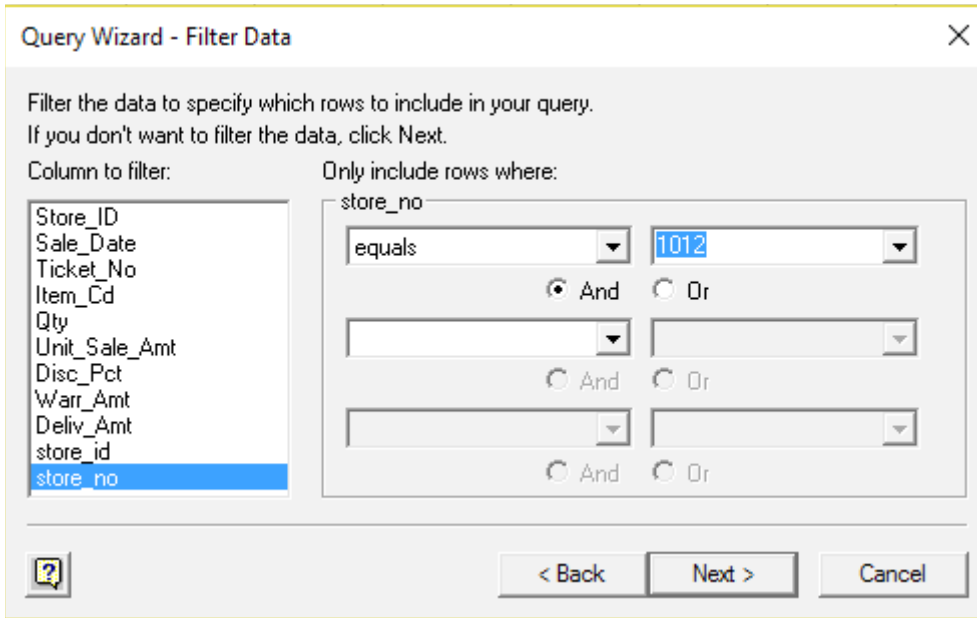 Query Wizard - Filter Data
Filter the data to specify which rows to include in your query.
If you don't want to filter the data, click Next.
Column to filter:
Store_ID
Sale_Date
Ticket_No
Item_Cd
Qty
Unit_Sale_Amt
Disc_Pct
Warr_Amt
Deliv_Amt
store_id
store_no
Only include rows where:
store_no
equals 1012
And Or
And Or
And Or
< Back Next > Cancel